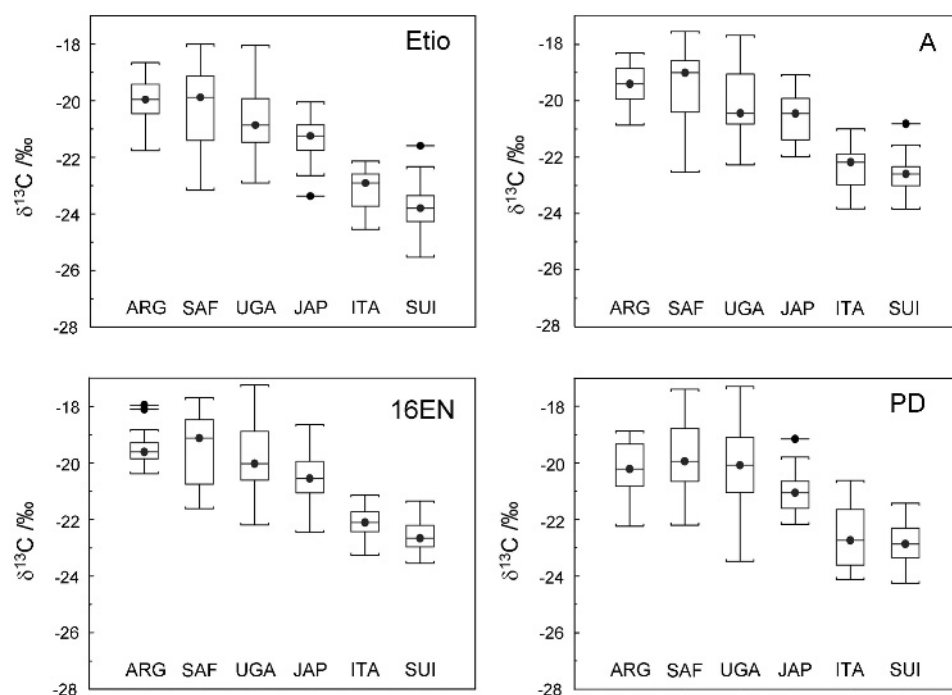 Etio
δ¹³C /‰
-18
-20
-22
-24
-26
-28
ARG SAF UGA JAP ITA SUI
A
δ¹³C /‰
-18
-20
-22
-24
-26
-28
ARG SAF UGA JAP ITA SUI
16EN
δ¹³C /‰
-18
-20
-22
-24
-26
-28
ARG SAF UGA JAP ITA SUI
PD
δ¹³C /‰
-18
-20
-22
-24
-26
-28
ARG SAF UGA JAP ITA SUI